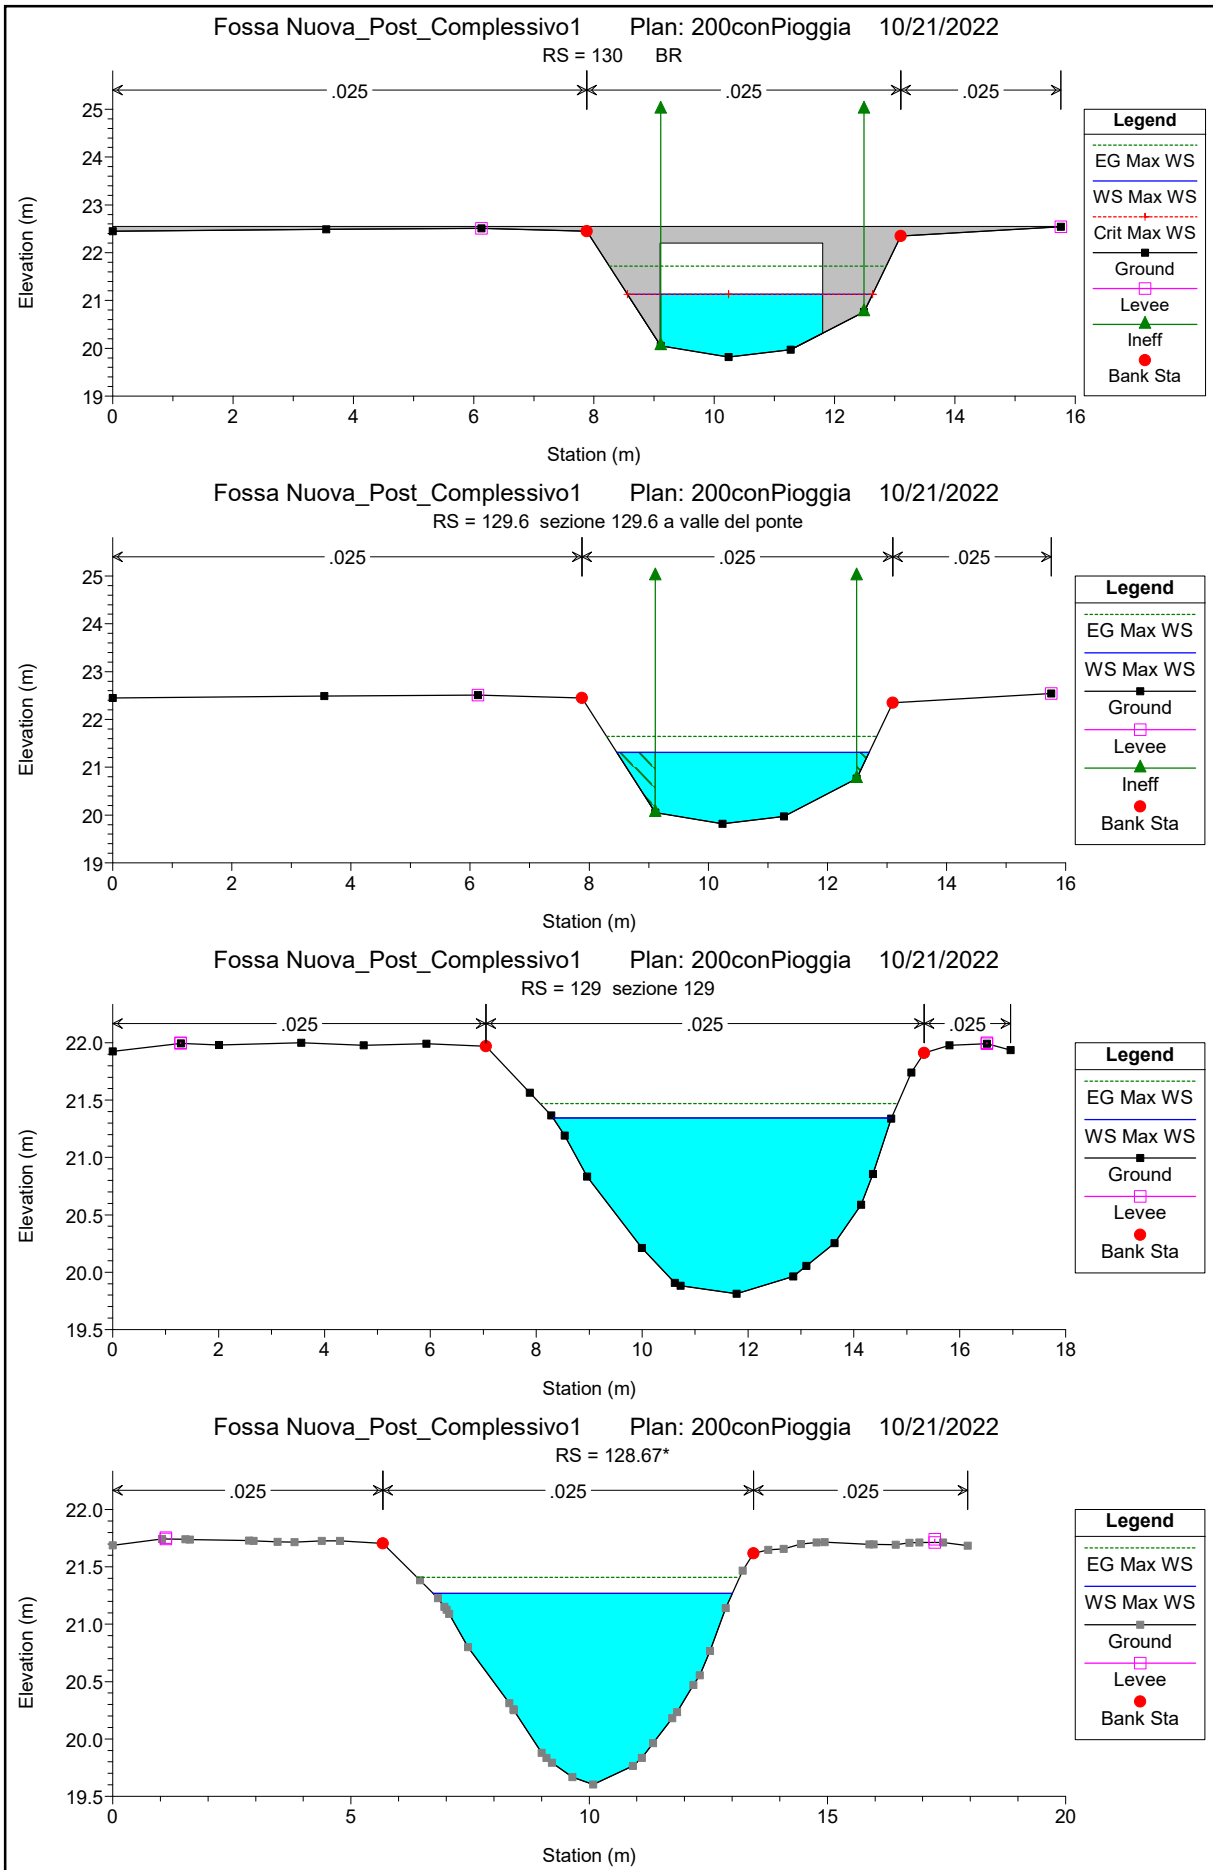 Fossa Nuova_Post_Complessivo1 Plan: 200conPioggia 10/21/2022
RS = 130 BR
.025 .025 .025
25
24
23
22
21
20
19
Elevation (m)
0 2 4 6 8 10 12 14 16
Station (m)
Legend
EG Max WS
WS Max WS
Crit Max WS
Ground
Levee
Ineff
Bank Sta
Fossa Nuova_Post_Complessivo1 Plan: 200conPioggia 10/21/2022
RS = 129.6 sezione 129.6 a valle del ponte
.025 .025 .025
25
24
23
22
21
20
19
Elevation (m)
0 2 4 6 8 10 12 14 16
Station (m)
Legend
EG Max WS
WS Max WS
Ground
Levee
Ineff
Bank Sta
Fossa Nuova_Post_Complessivo1 Plan: 200conPioggia 10/21/2022
RS = 129 sezione 129
.025 .025 .025
22.0
21.5
21.0
20.5
20.0
19.5
Elevation (m)
0 2 4 6 8 10 12 14 16 18
Station (m)
Legend
EG Max WS
WS Max WS
Ground
Levee
Bank Sta
Fossa Nuova_Post_Complessivo1 Plan: 200conPioggia 10/21/2022
RS = 128.67*
.025 .025 .025
22.0
21.5
21.0
20.5
20.0
19.5
Elevation (m)
0 5 10 15 20
Station (m)
Legend
EG Max WS
WS Max WS
Ground
Levee
Bank Sta